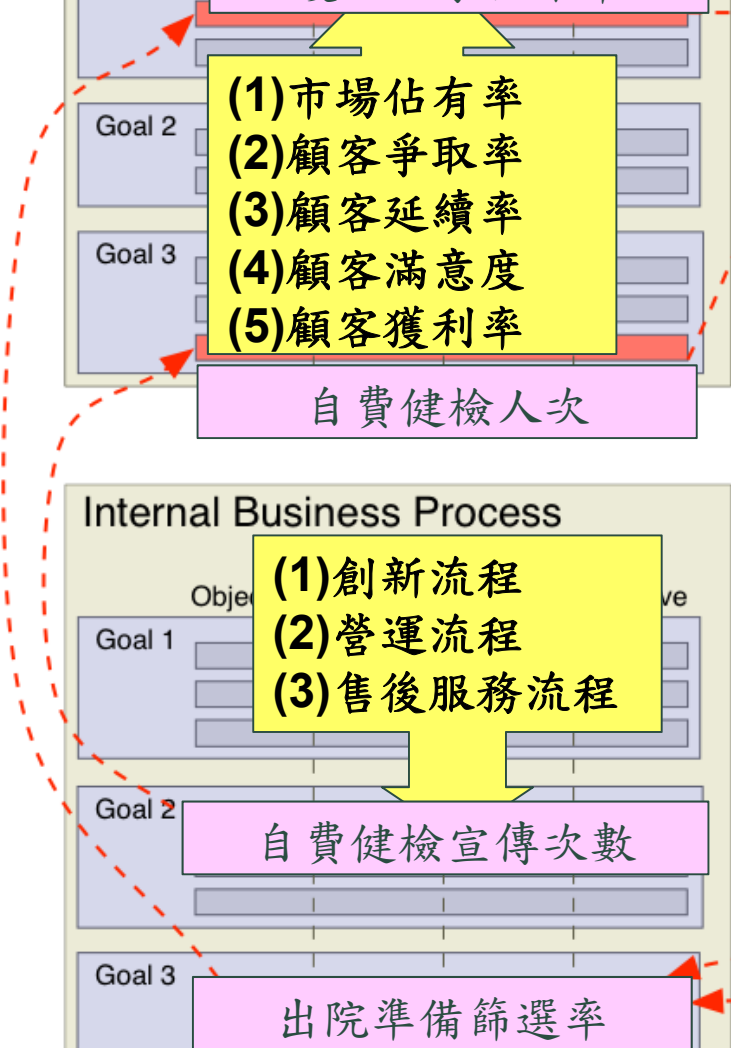 Goal 2
(1)市場佔有率
(2)顧客爭取率
(3)顧客延續率
(4)顧客滿意度
(5)顧客獲利率
Goal 3
自費健檢人次
Internal Business Process
(1)創新流程
(2)營運流程
(3)售後服務流程
Goal 1
Goal 2
自費健檢宣傳次數
Goal 3
出院準備篩選率